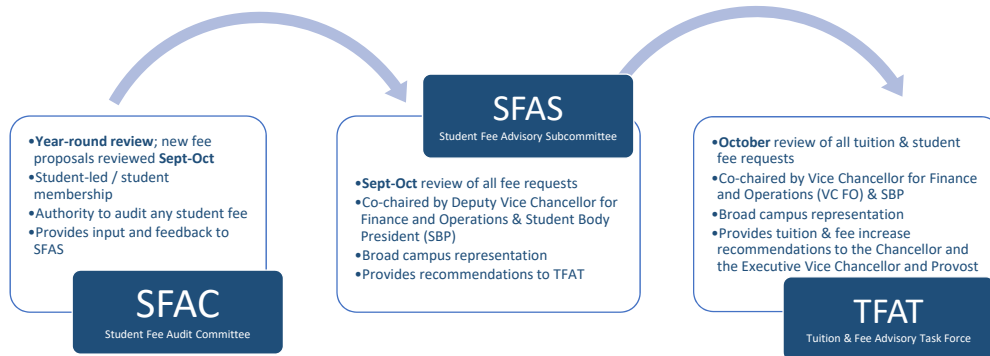 •Year-round review; new fee
proposals reviewed Sept-Oct
•Student-led / student
membership
•Authority to audit any student fee
•Provides input and feedback to
SFAS
SFAC
Student Fee Audit Committee
SFAS
Student Fee Advisory Subcommittee
•Sept-Oct review of all fee requests
•Co-chaired by Deputy Vice Chancellor for
Finance and Operations & Student Body
President (SBP)
•Broad campus representation
•Provides recommendations to TFAT
•October review of all tuition & student
fee requests
•Co-chaired by Vice Chancellor for Finance
and Operations (VC FO) & SBP
•Broad campus representation
•Provides tuition & fee increase
recommendations to the Chancellor and
the Executive Vice Chancellor and Provost
TFAT
Tuition & Fee Advisory Task Force